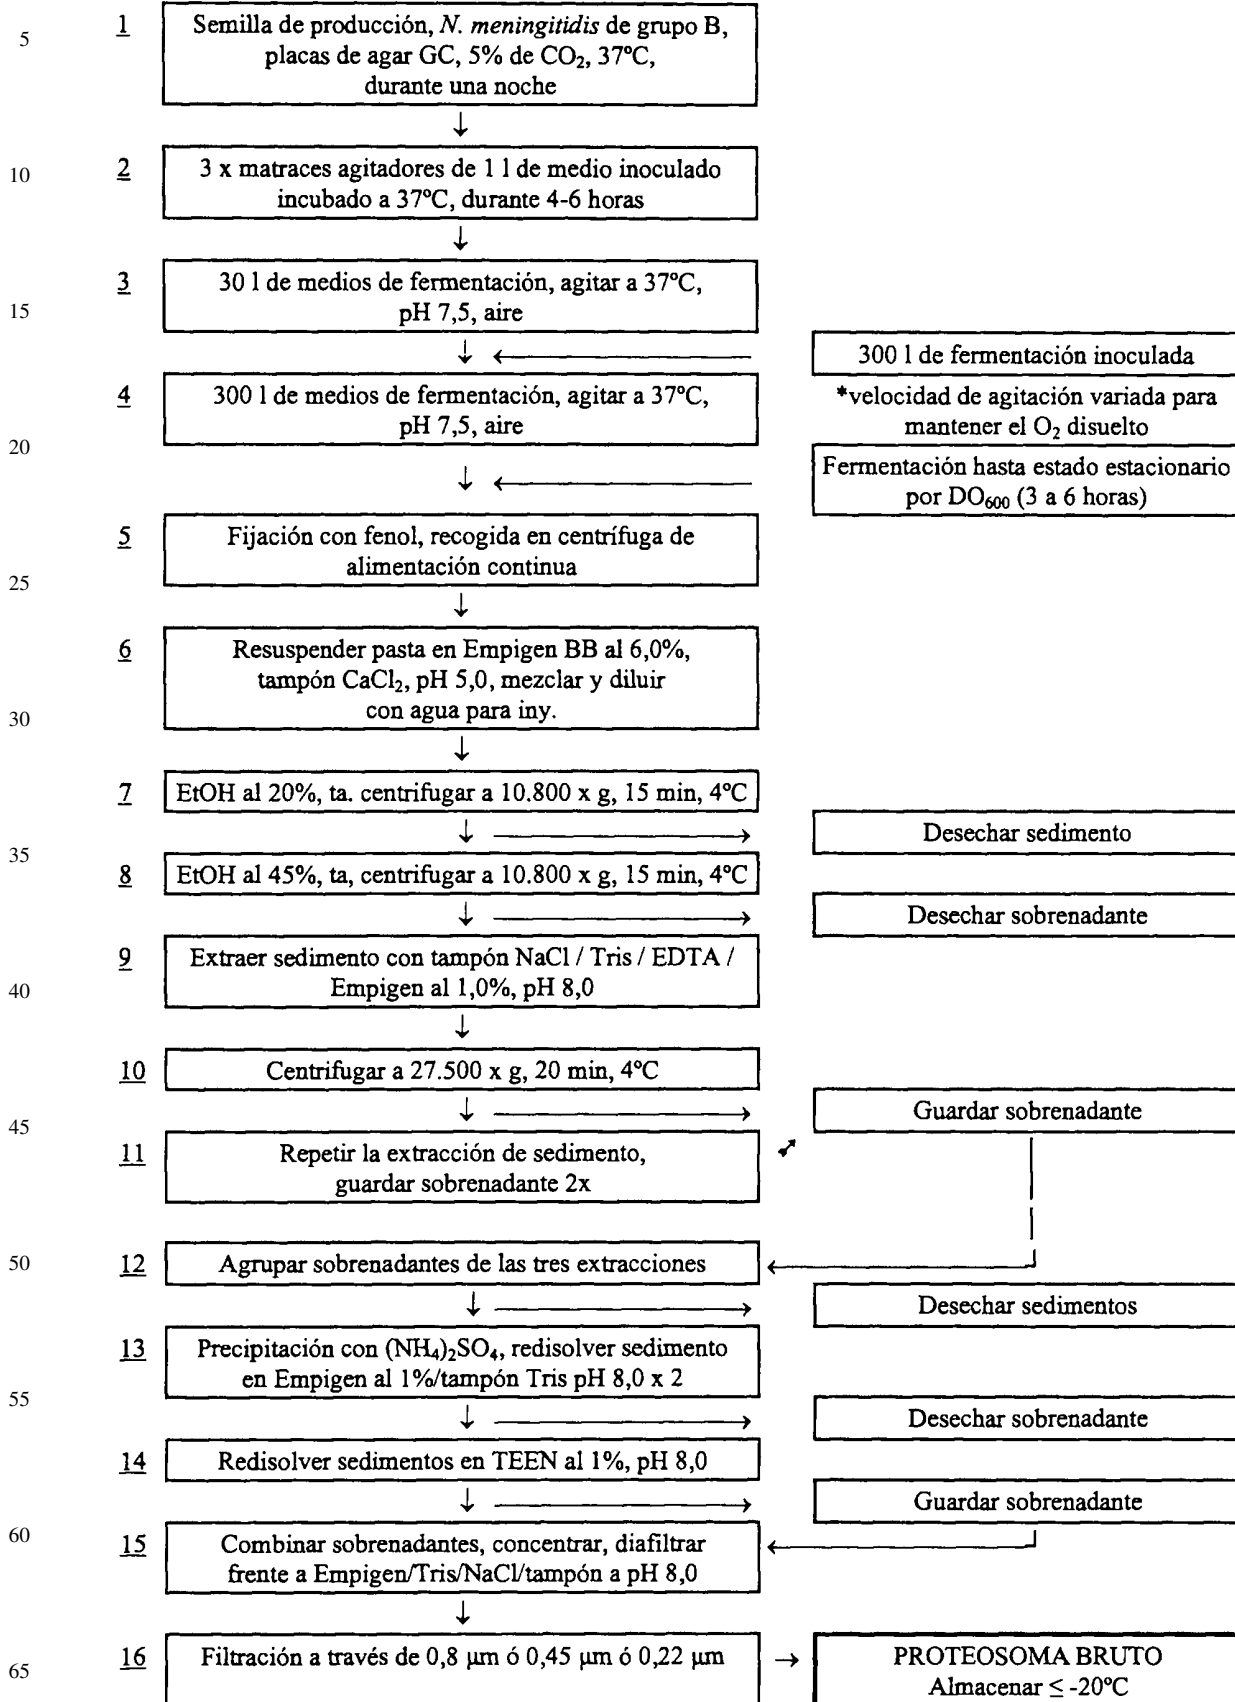 5
1
Semilla de producción, N. meningitidis de grupo B,
placas de agar GC, 5% de CO₂, 37ºC,
durante una noche
10
2
3 x matraces agitadores de 1 l de medio inoculado
incubado a 37ºC, durante 4-6 horas
3
30 l de medios de fermentación, agitar a 37ºC,
pH 7,5, aire
15
300 l de fermentación inoculada
4
300 l de medios de fermentación, agitar a 37ºC,
pH 7,5, aire
*velocidad de agitación variada para
mantener el O₂ disuelto
20
Fermentación hasta estado estacionario
por DO₆₀₀ (3 a 6 horas)
5
Fijación con fenol, recogida en centrífuga de
alimentación continua
25
6
Resuspender pasta en Empigen BB al 6,0%,
tampón CaCl₂, pH 5,0, mezclar y diluir
con agua para iny.
30
7
EtOH al 20%, ta. centrifugar a 10.800 x g, 15 min, 4ºC
Desechar sedimento
35
8
EtOH al 45%, ta, centrifugar a 10.800 x g, 15 min, 4ºC
Desechar sobrenadante
9
Extraer sedimento con tampón NaCl / Tris / EDTA /
Empigen al 1,0%, pH 8,0
40
10
Centrifugar a 27.500 x g, 20 min, 4ºC
Guardar sobrenadante
45
11
Repetir la extracción de sedimento,
guardar sobrenadante 2x
50
12
Agrupar sobrenadantes de las tres extracciones
Desechar sedimentos
13
Precipitación con (NH₄)₂SO₄, redisolver sedimento
en Empigen al 1%/tampón Tris pH 8,0 x 2
55
Desechar sobrenadante
14
Redisolver sedimentos en TEEN al 1%, pH 8,0
Guardar sobrenadante
60
15
Combinar sobrenadantes, concentrar, diafiltrar
frente a Empigen/Tris/NaCl/tampón a pH 8,0
16
Filtración a través de 0,8 µm ó 0,45 µm ó 0,22 µm
65
PROTEOSOMA BRUTO
Almacenar ≤ -20ºC